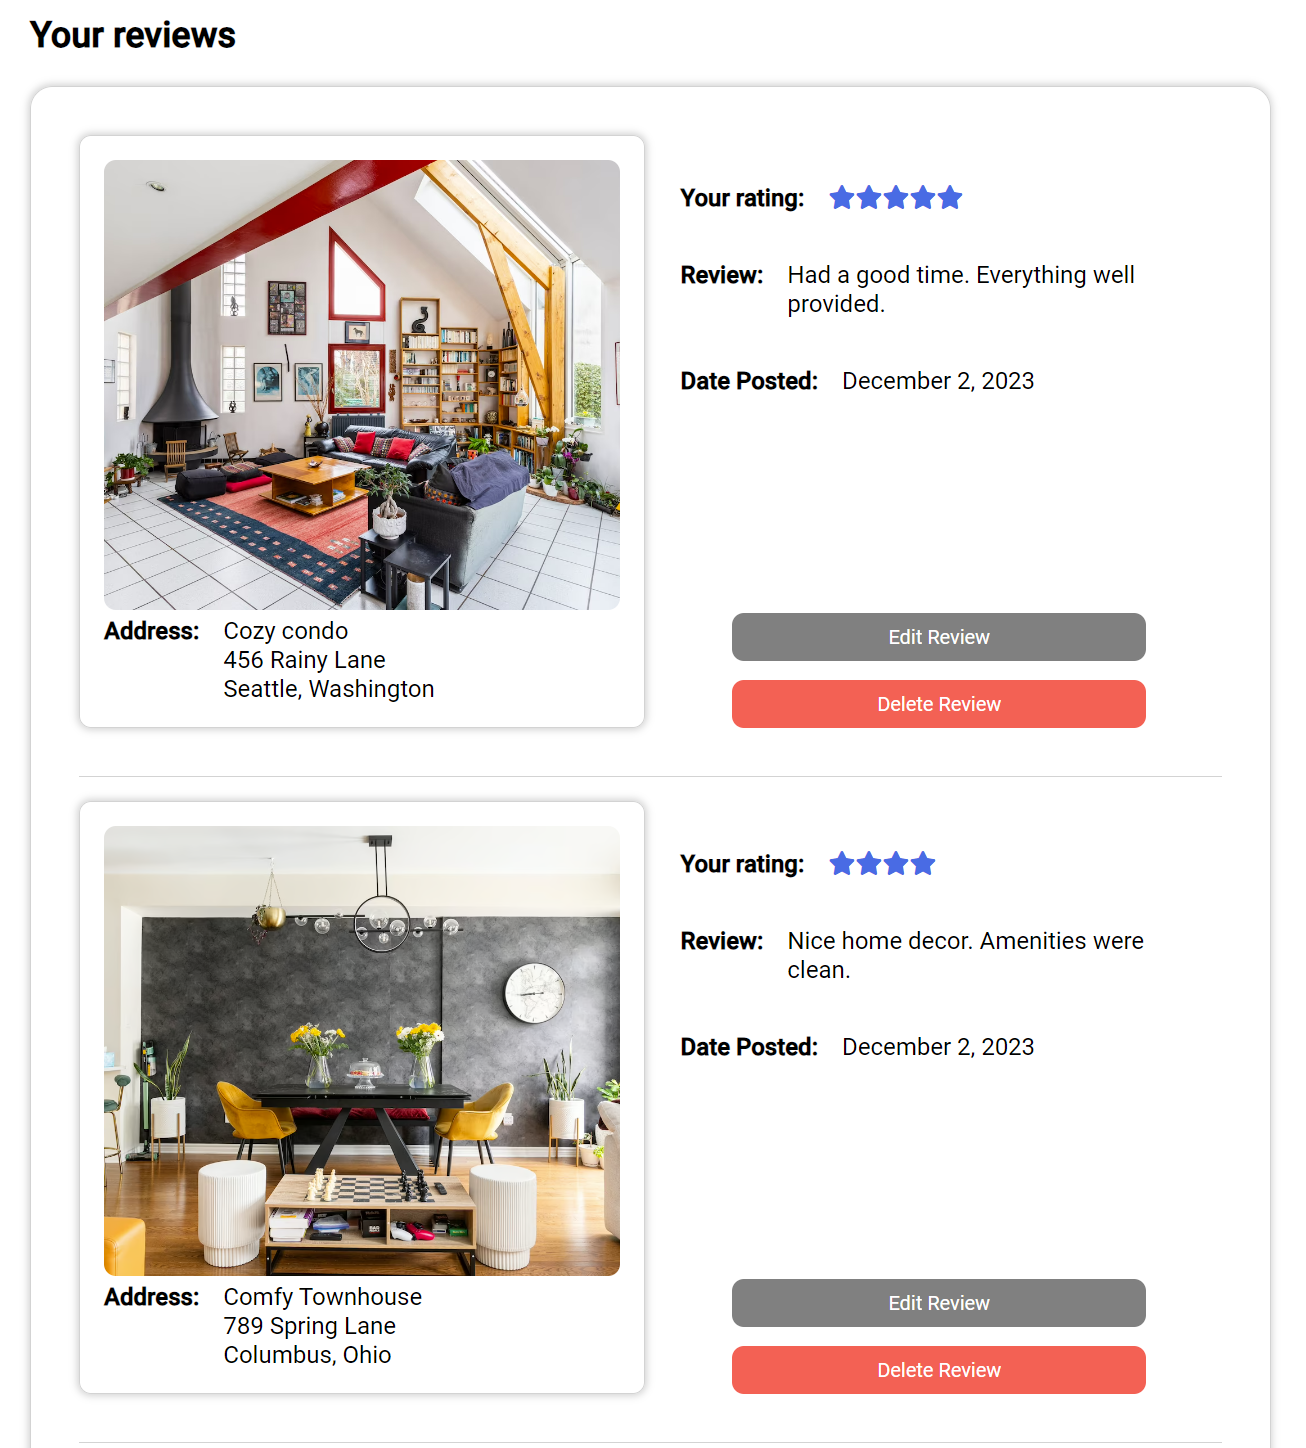 Your reviews
Your rating:
Review: Had a good time. Everything well
provided.
Date Posted: December 2, 2023
Address: Cozy condo
456 Rainy Lane
Seattle, Washington
Edit Review
Delete Review
Your rating:
Review: Nice home decor. Amenities were
clean.
Date Posted: December 2, 2023
Address: Comfy Townhouse
789 Spring Lane
Columbus, Ohio
Edit Review
Delete Review